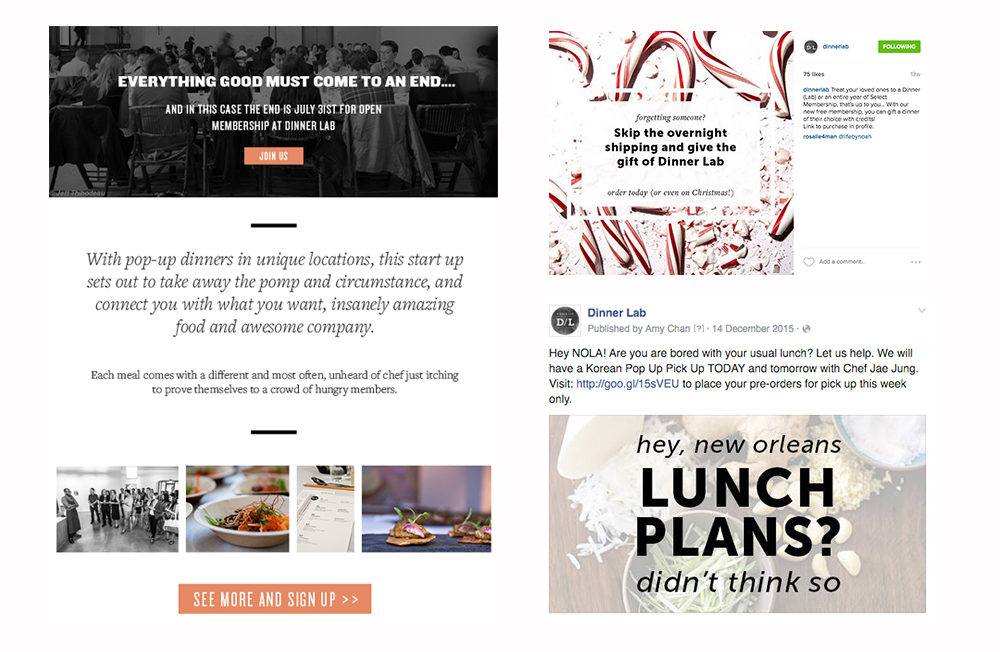 EVERYTHING GOOD MUST COME TO AN END....
AND IN THIS CASE THE END IS JULY 31ST FOR OPEN
MEMBERSHIP AT DINNER LAB
JOIN US
With pop-up dinners in unique locations, this start up
sets out to take away the pomp and circumstance, and
connect you with what you want, insanely amazing
food and awesome company.
Each meal comes with a different and most often, unheard of chef just itching
to prove themselves to a crowd of hungry members.
SEE MORE AND SIGN UP >>
forgetting someone?
Skip the overnight
shipping and give the
gift of Dinner Lab
order today (or even on Christmas!)
D/L
dinnerlab
FOLLOWING
75 likes
13w
dinnerlab Treat your loved ones to a Dinner
(Lab) or an entire year of Select
Membership, that's up to you... With our
new free membership, you can gift a dinner
of their choice with credits!
Link to purchase in profile.
rosalie4man @lifebynoah
Add a comment...
D/L
Dinner Lab
Published by Amy Chan [?] · 14 December 2015 ·
Hey NOLA! Are you are bored with your usual lunch? Let us help. We will
have a Korean Pop Up Pick Up TODAY and tomorrow with Chef Jae Jung.
Visit: http://goo.gl/15sVEU to place your pre-orders for pick up this week
only.
hey, new orleans
LUNCH
PLANS?
didn't think so